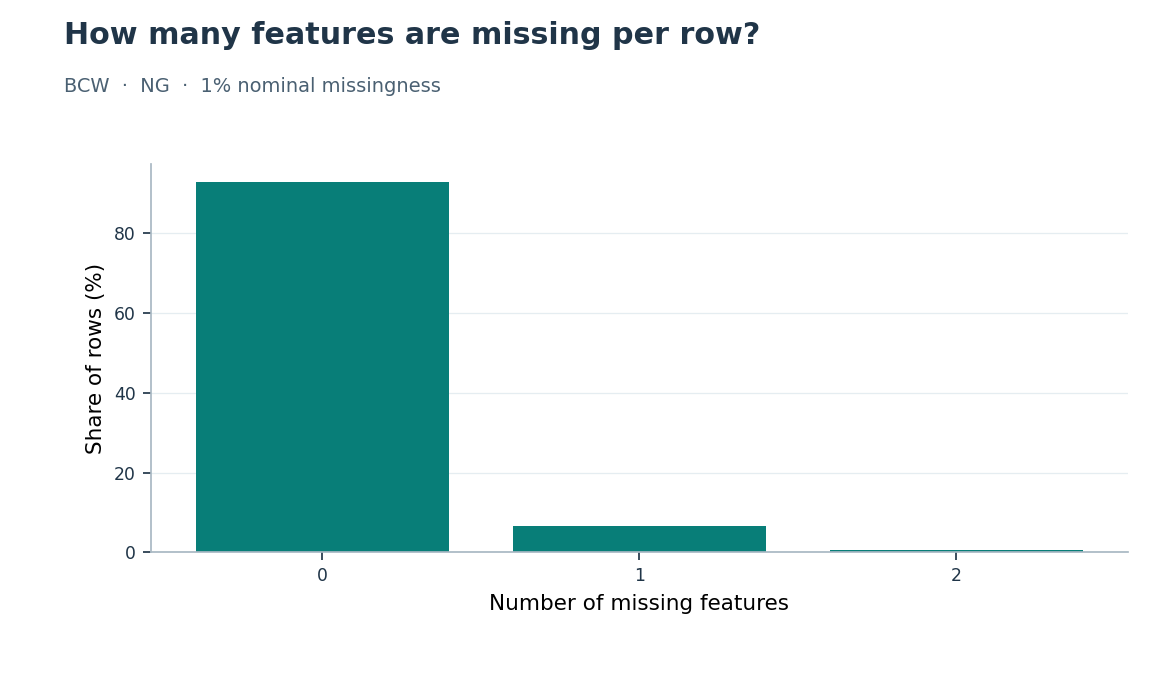 How many features are missing per row?
BCW · NG · 1% nominal missingness
Share of rows (%)
80
60
40
20
0
0 1 2
Number of missing features